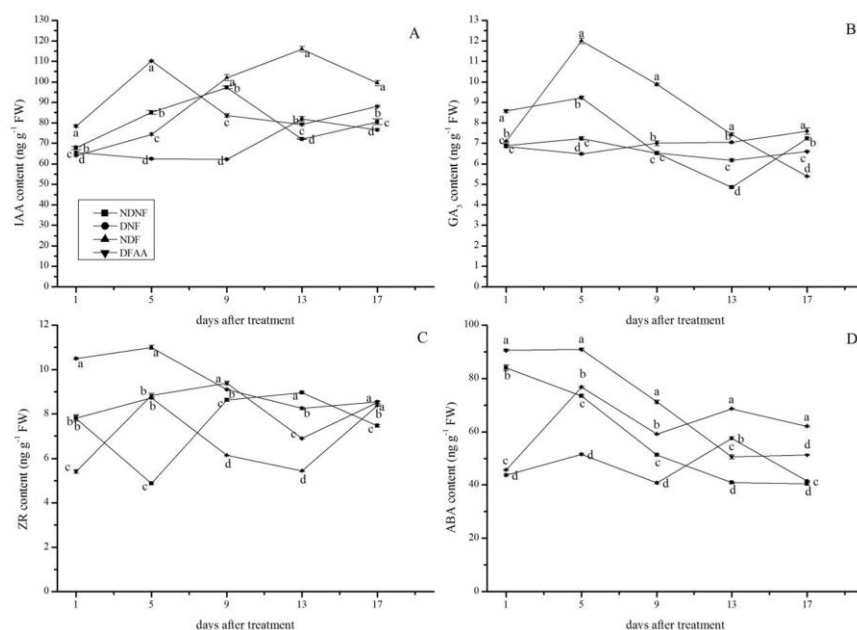 A
130
120
110
100
90
80
70
60
50
40
30
20
10
0
IAA content (ng g⁻¹ FW)
a
a
a
a
a
b
b
b
b
b
c
c
c
c
c
d
d
d
d
d
NDNF
DNF
NDF
DFAA
1 5 9 13 17
days after treatment
B
13
12
11
10
9
8
7
6
5
4
3
2
1
0
GA₃ content (ng g⁻¹ FW)
a
a
a
a
a
b
b
b
b
c
c
c
c
c
d
d
d
1 5 9 13 17
days after treatment
C
12
10
8
6
4
2
0
ZR content (ng g⁻¹ FW)
a
a
a
a
a
b
b
b
b
b
b
b
c
c
c
c
c
d
d
1 5 9 13 17
days after treatment
D
100
80
60
40
20
0
ABA content (ng g⁻¹ FW)
a
a
a
a
a
b
b
b
b
c
c
c
c
c
d
d
d
d
d
d
1 5 9 13 17
days after treatment